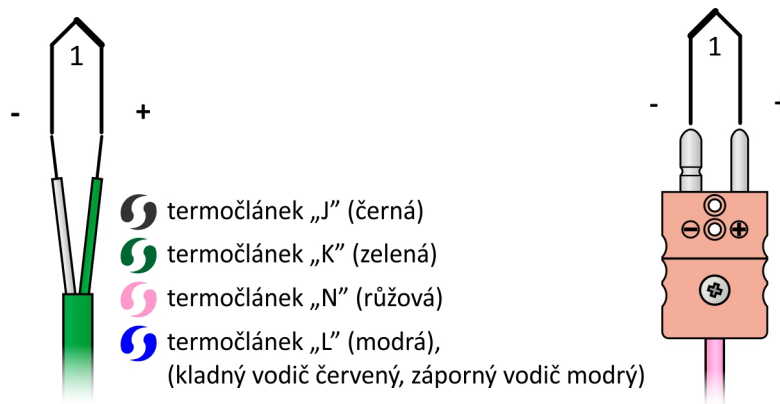 1
- +
termočlánek „J” (černá)
termočlánek „K” (zelená)
termočlánek „N” (růžová)
termočlánek „L” (modrá),
(kladný vodič červený, záporný vodič modrý)
1
- -
− +